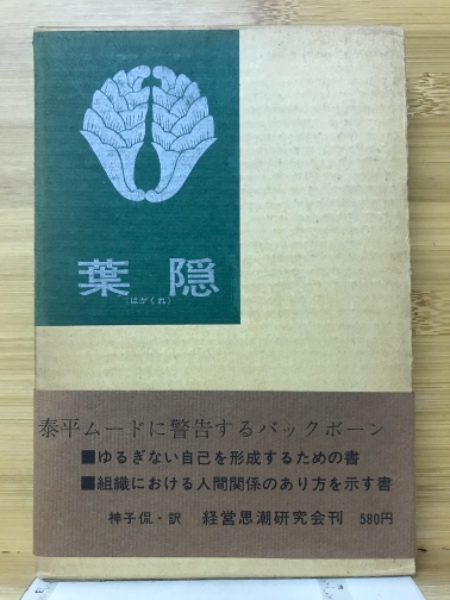 葉隠
(はがくれ)
泰平ムードに警告するバックボーン
■ゆるぎない自己を形成するための書
■組織における人間関係のあり方を示す書
神子侃・訳 経営思潮研究会刊 580円